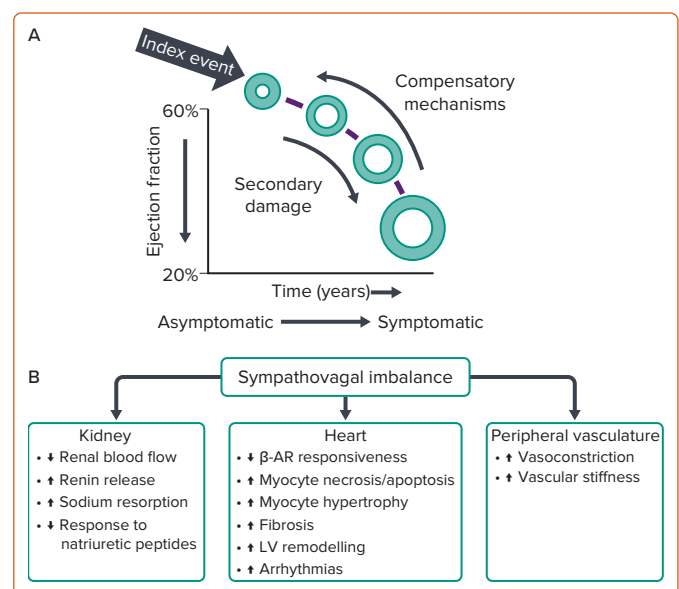 A
Index event
Compensatory
mechanisms
60%
Ejection fraction
Secondary
damage
20%
Time (years)
Asymptomatic
Symptomatic
B
Sympathovagal imbalance
Kidney
• ⬇ Renal blood flow
• ⬆ Renin release
• ⬆ Sodium resorption
• ⬇ Response to
natriuretic peptides
Heart
• ⬇ β-AR responsiveness
• ⬆ Myocyte necrosis/apoptosis
• ⬆ Myocyte hypertrophy
• ⬆ Fibrosis
• ⬆ LV remodelling
• ⬆ Arrhythmias
Peripheral vasculature
• ⬆ Vasoconstriction
• ⬆ Vascular stiffness